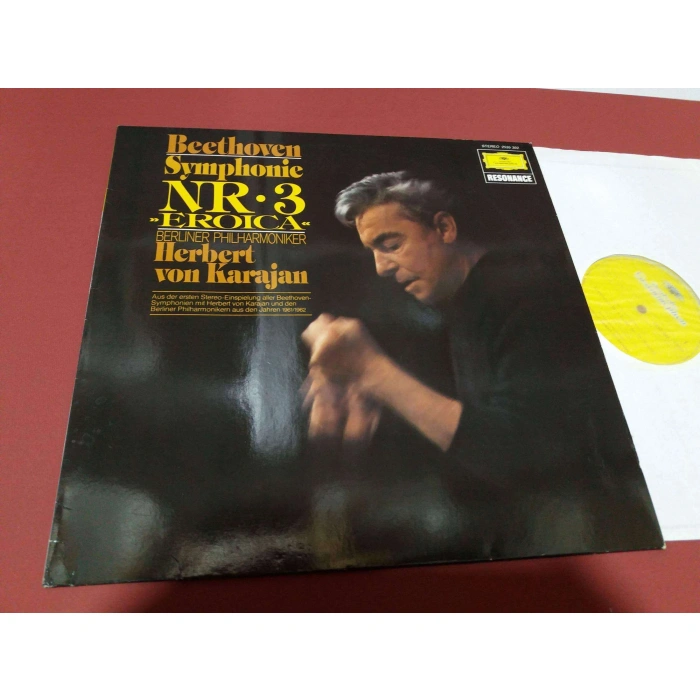 Beethoven
Symphonie
NR·3
»EROICA«
BERLINER PHILHARMONIKER
Herbert
von Karajan
Aus der ersten Stereo-Einspielung aller Beethoven-
Symphonien mit Herbert von Karajan und den
Berliner Philharmonikern aus den Jahren 1961/1962
STEREO
RESONANCE